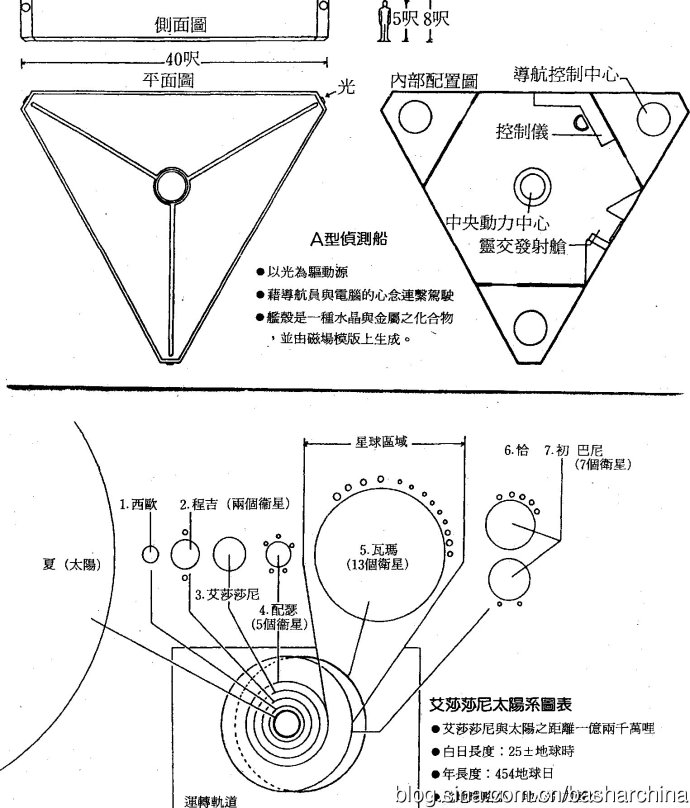 側面圖
5呎 8呎
40呎
平面圖
光
內部配置圖
導航控制中心
控制儀
中央動力中心
靈交發射艙
A型偵測船
●以光為驅動源
●藉導航員與電腦的心念連繫駕駛
●艦殼是一種水晶與金屬之化合物
，並由磁場模版上生成。
星球區域
6.恰 7.初 巴尼
(7個衛星)
1.西歐
2.程吉 (兩個衛星)
夏 (太陽)
3.艾莎莎尼
4.配瑟
(5個衛星)
5.瓦瑪
(13個衛星)
艾莎莎尼太陽系圖表
●艾莎莎尼與太陽之距離一億兩千萬哩
●白日長度：25±地球時
●年長度：454地球日
運轉軌道
blog.sina.com.cn/basharchina